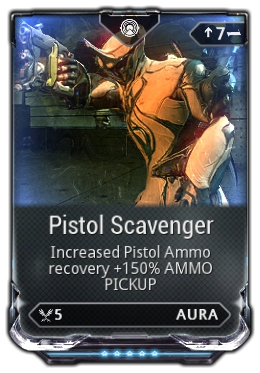 7
Pistol Scavenger
Increased Pistol Ammo
recovery +150% AMMO
PICKUP
5 AURA